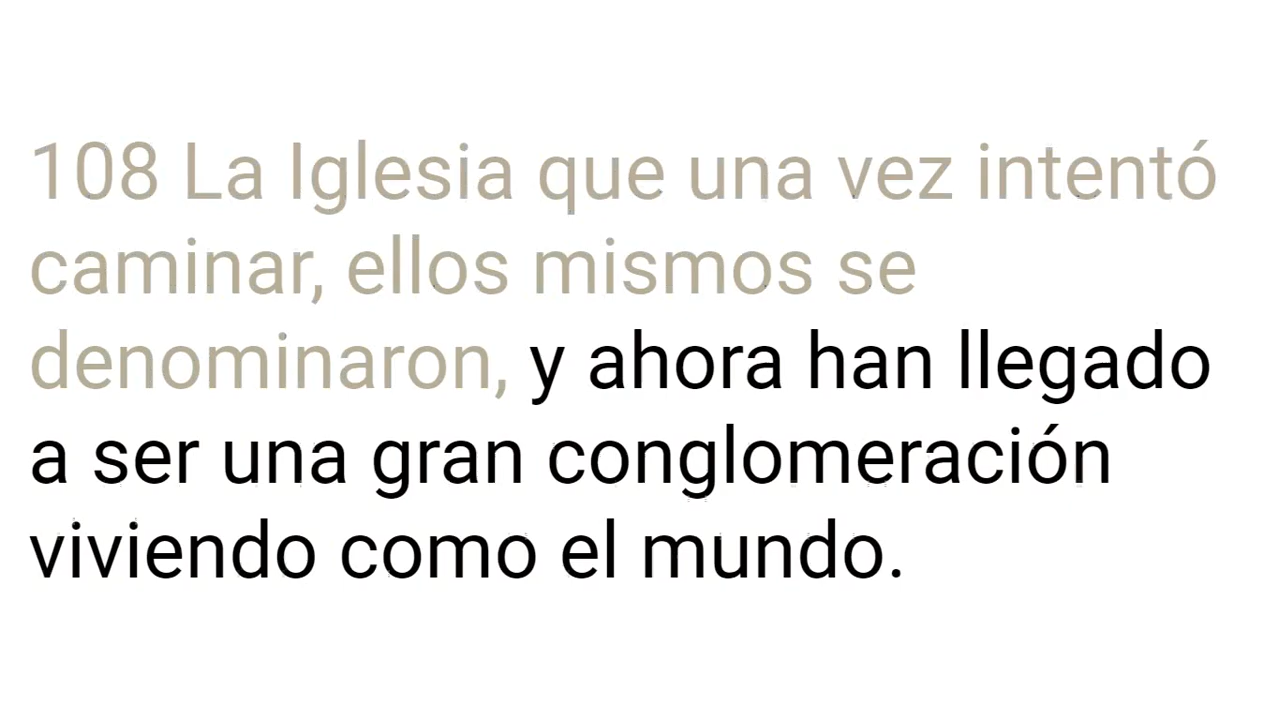 108 La Iglesia que una vez intentó
caminar, ellos mismos se
denominaron, y ahora han llegado
a ser una gran conglomeración
viviendo como el mundo.